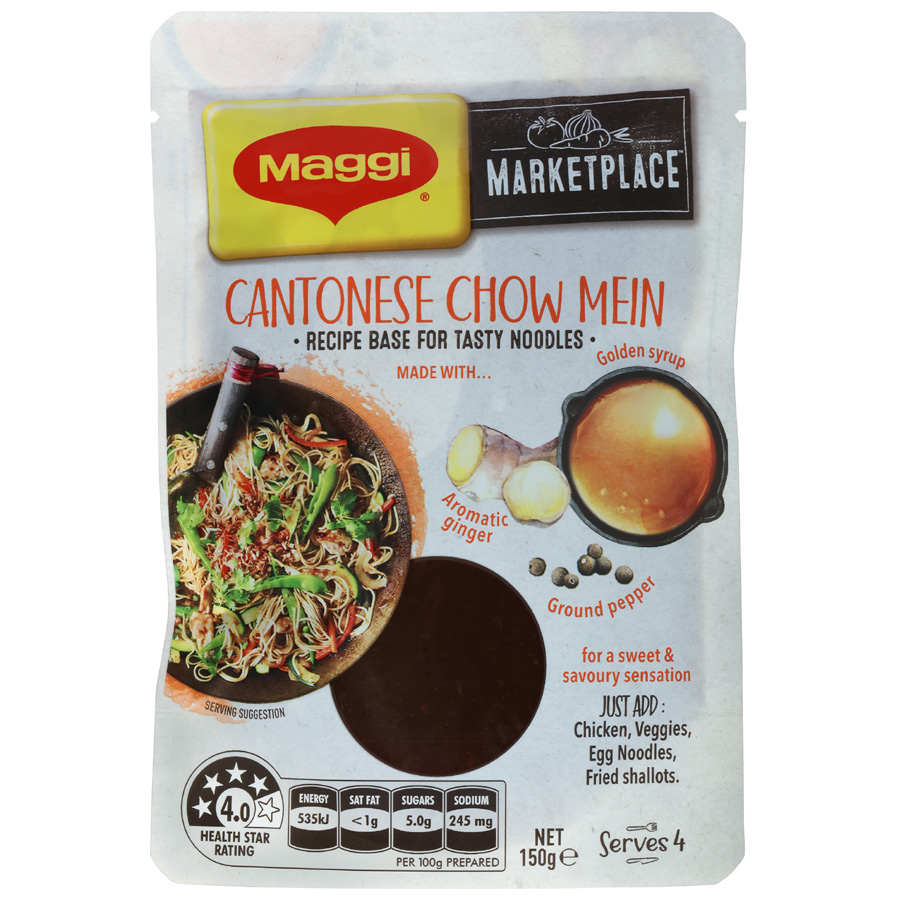 Maggi
®
MARKETPLACE™
CANTONESE CHOW MEIN
• RECIPE BASE FOR TASTY NOODLES •
MADE WITH...
Golden syrup
Aromatic
ginger
Ground pepper
for a sweet &
savoury sensation
JUST ADD :
Chicken, Veggies,
Egg Noodles,
Fried shallots.
SERVING SUGGESTION
4.0
HEALTH STAR
RATING
ENERGY
535kJ
SAT FAT
<1g
SUGARS
5.0g
SODIUM
245 mg
PER 100g PREPARED
NET
150g e
Serves 4